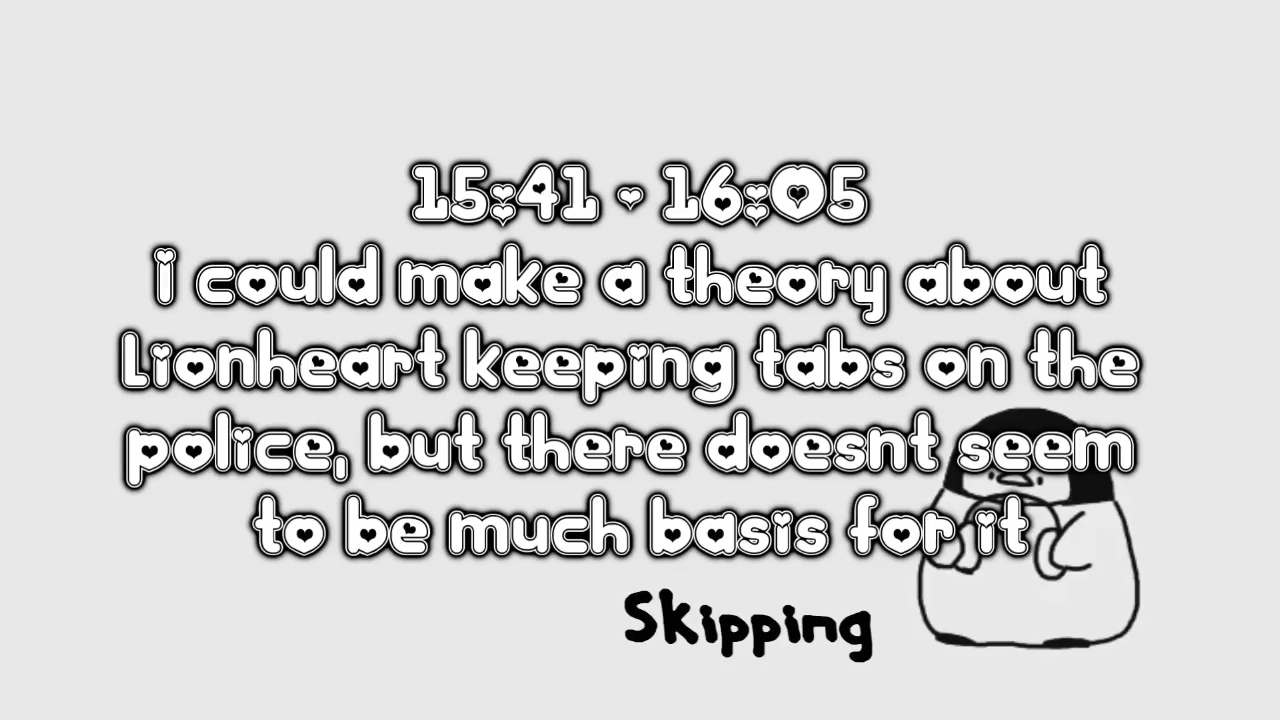 15:41 - 16:05
i could make a theory about
Lionheart keeping tabs on the
police, but there doesnt seem
to be much basis for it
Skipping